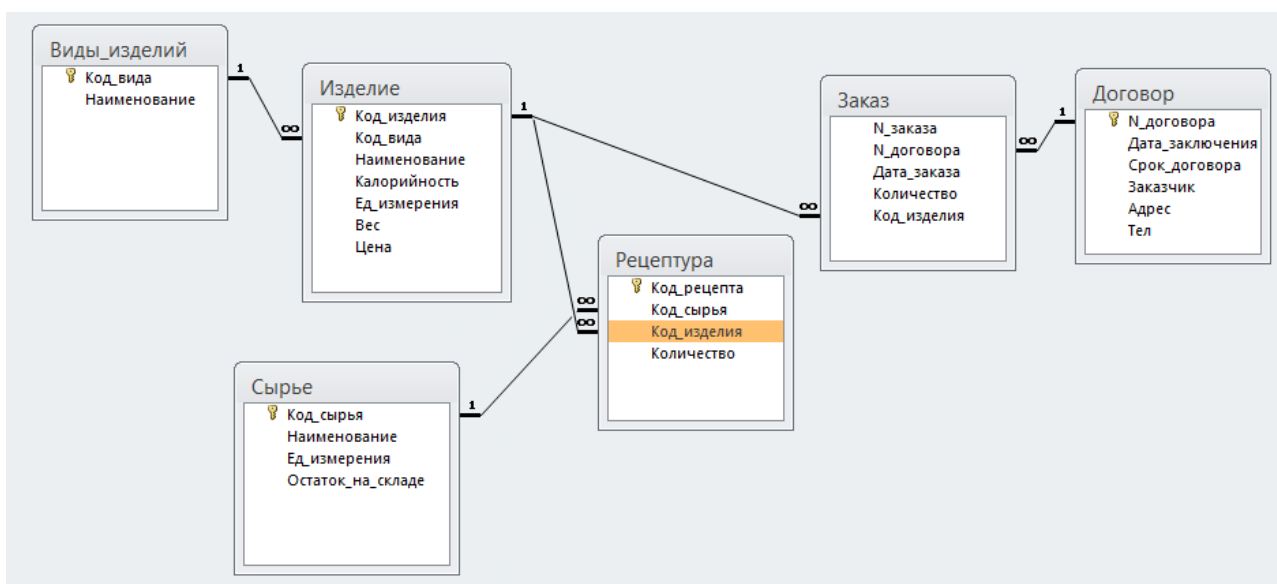 Виды_изделий
Код_вида
Наименование
1
∞
Изделие
Код_изделия
Код_вида
Наименование
Калорийность
Ед_измерения
Вес
Цена
1
∞
Заказ
N_заказа
N_договора
Дата_заказа
Количество
Код_изделия
∞
1
Договор
N_договора
Дата_заключения
Срок_договора
Заказчик
Адрес
Тел
Рецептура
Код_рецепта
Код_сырья
Код_изделия
Количество
∞
∞
Сырье
Код_сырья
Наименование
Ед_измерения
Остаток_на_складе
1